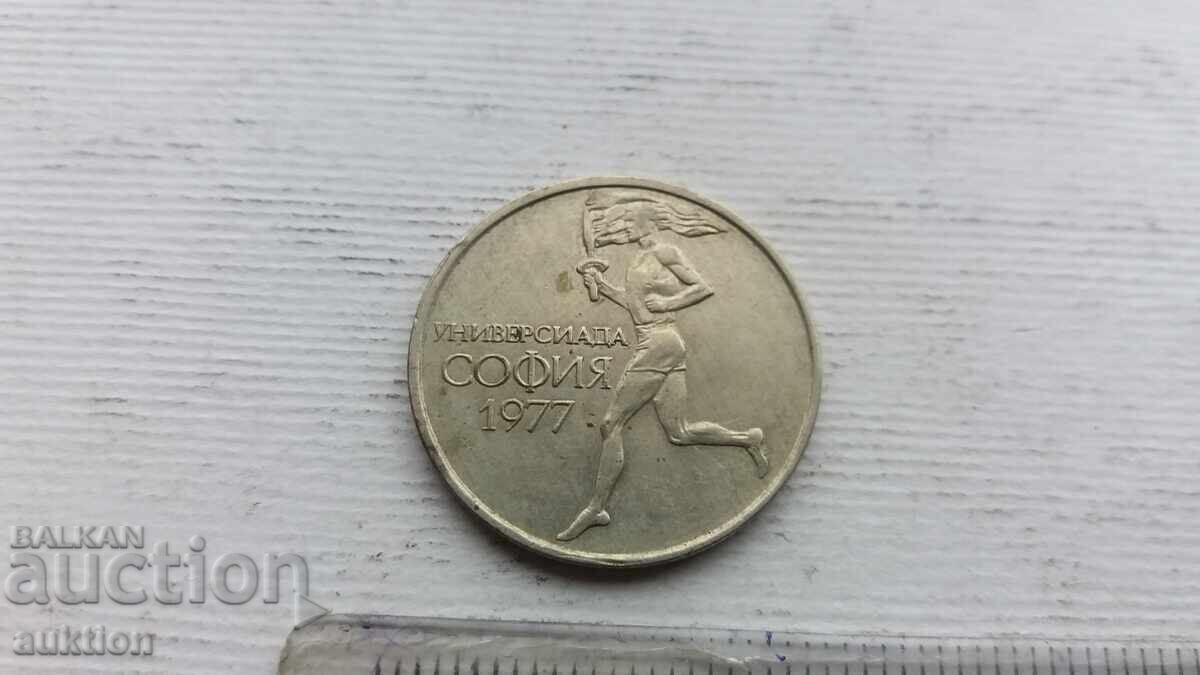 УНИВЕРСИАДА
СОФИЯ
1977
BALKAN
auction
auktion